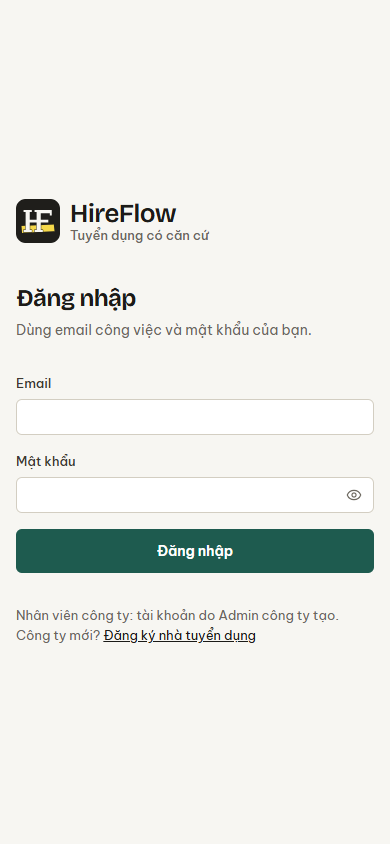 HF
HireFlow
Tuyển dụng có căn cứ
Đăng nhập
Dùng email công việc và mật khẩu của bạn.
Email
Mật khẩu
Đăng nhập
Nhân viên công ty: tài khoản do Admin công ty tạo.
Công ty mới? Đăng ký nhà tuyển dụng